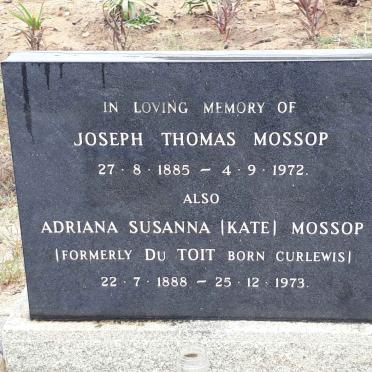 IN LOVING MEMORY OF
JOSEPH THOMAS MOSSOP
27 · 8 · 1885 – 4 · 9 · 1972.
ALSO
ADRIANA SUSANNA (KATE) MOSSOP
(FORMERLY DU TOIT BORN CURLEWIS)
22 · 7 · 1888 – 25 · 12 · 1973.